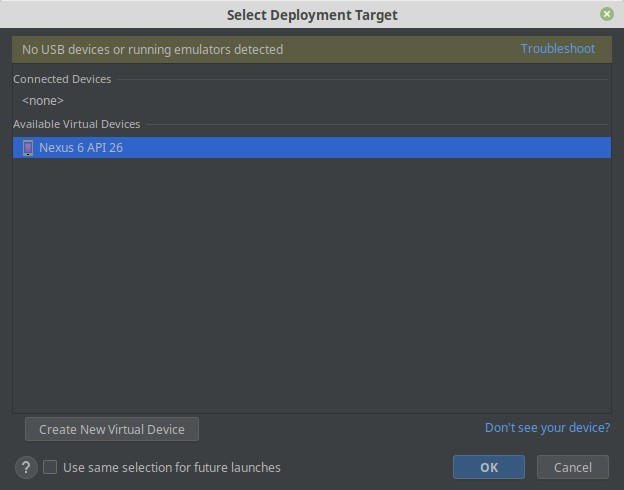 Select Deployment Target
No USB devices or running emulators detected Troubleshoot
Connected Devices
<none>
Available Virtual Devices
Nexus 6 API 26
Create New Virtual Device Don't see your device?
? Use same selection for future launches OK Cancel